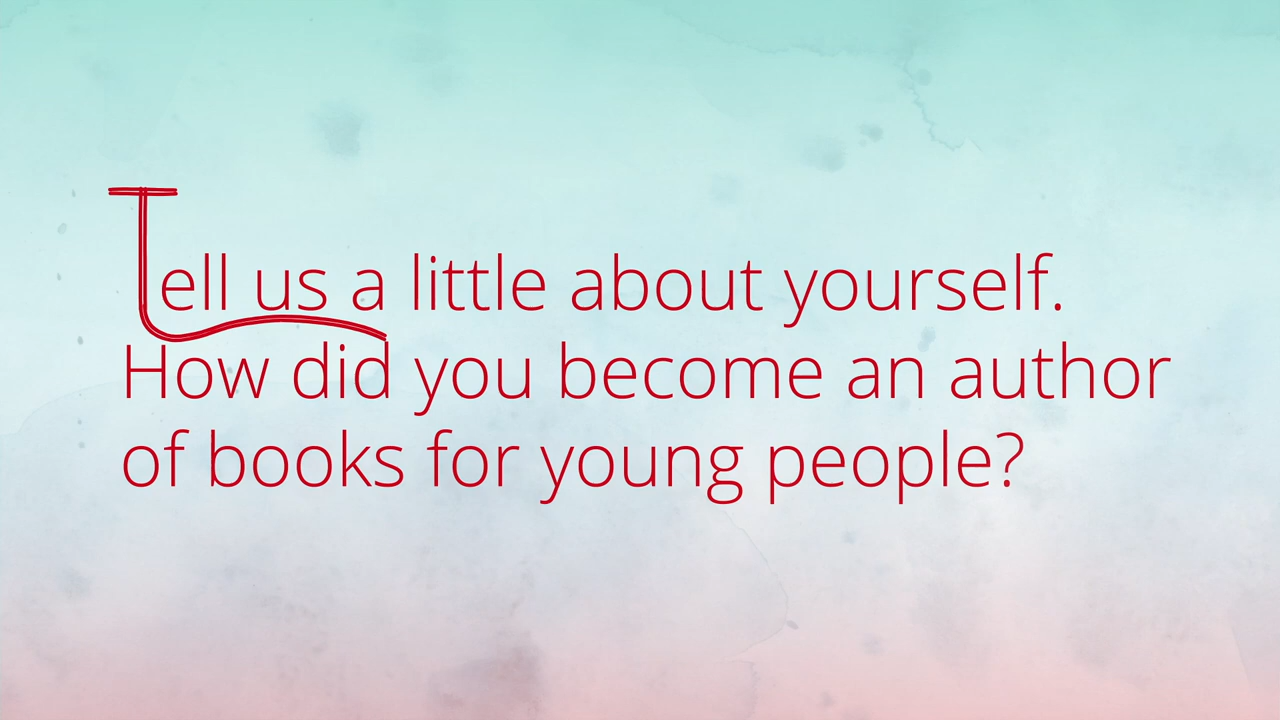 Tell us a little about yourself.
How did you become an author
of books for young people?